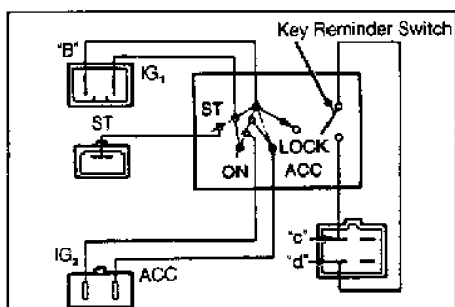 Key Reminder Switch
"B"
IG₁
ST
ST
LOCK
ON
ACC
"c"
"d"
IG₂
ACC